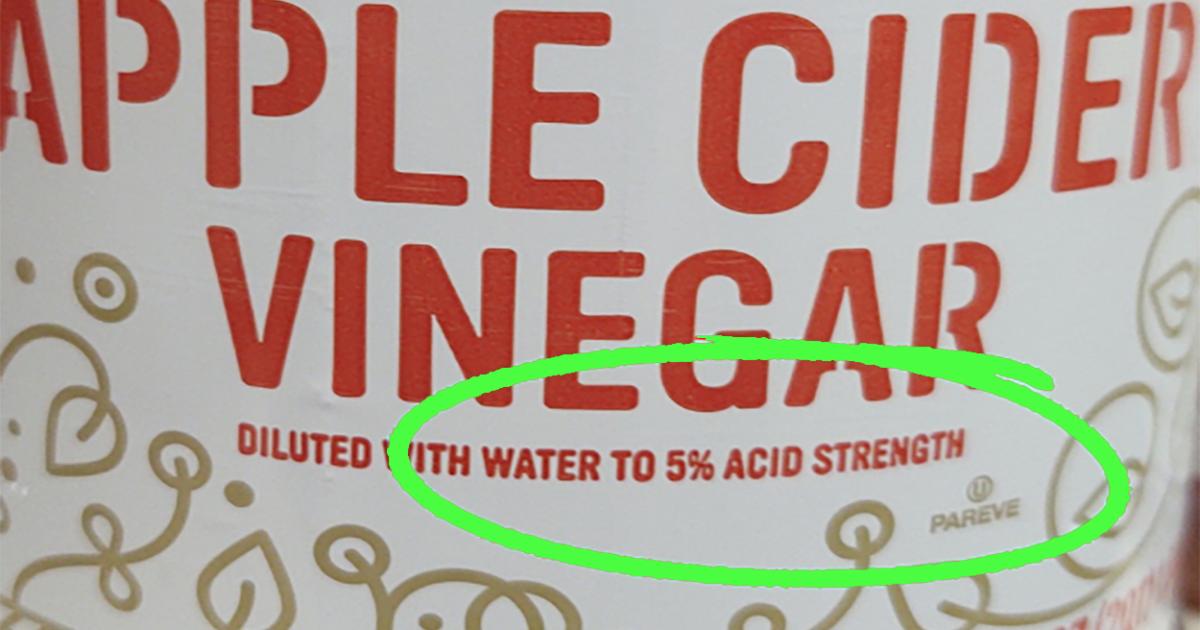 APPLE CIDER
VINEGAR
DILUTED WITH WATER TO 5% ACID STRENGTH
U
PAREVE